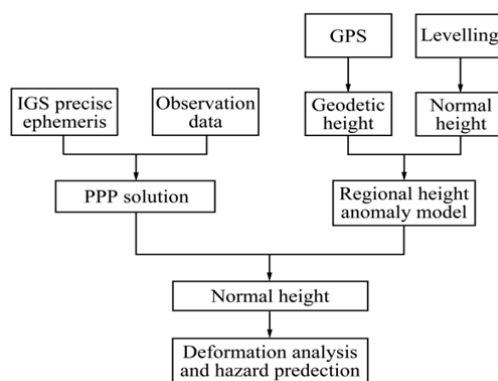 GPS
Levelling
IGS precisc
ephemeris
Observation
data
Geodetic
height
Normal
height
PPP solution
Regional height
anomaly model
Normal height
Deformation analysis
and hazard predection